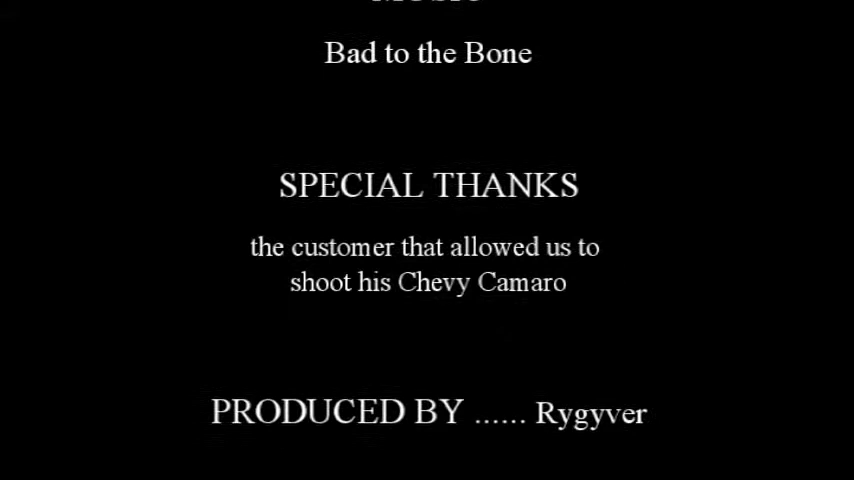 Bad to the Bone
SPECIAL THANKS
the customer that allowed us to
shoot his Chevy Camaro
PRODUCED BY ...... Rygyver